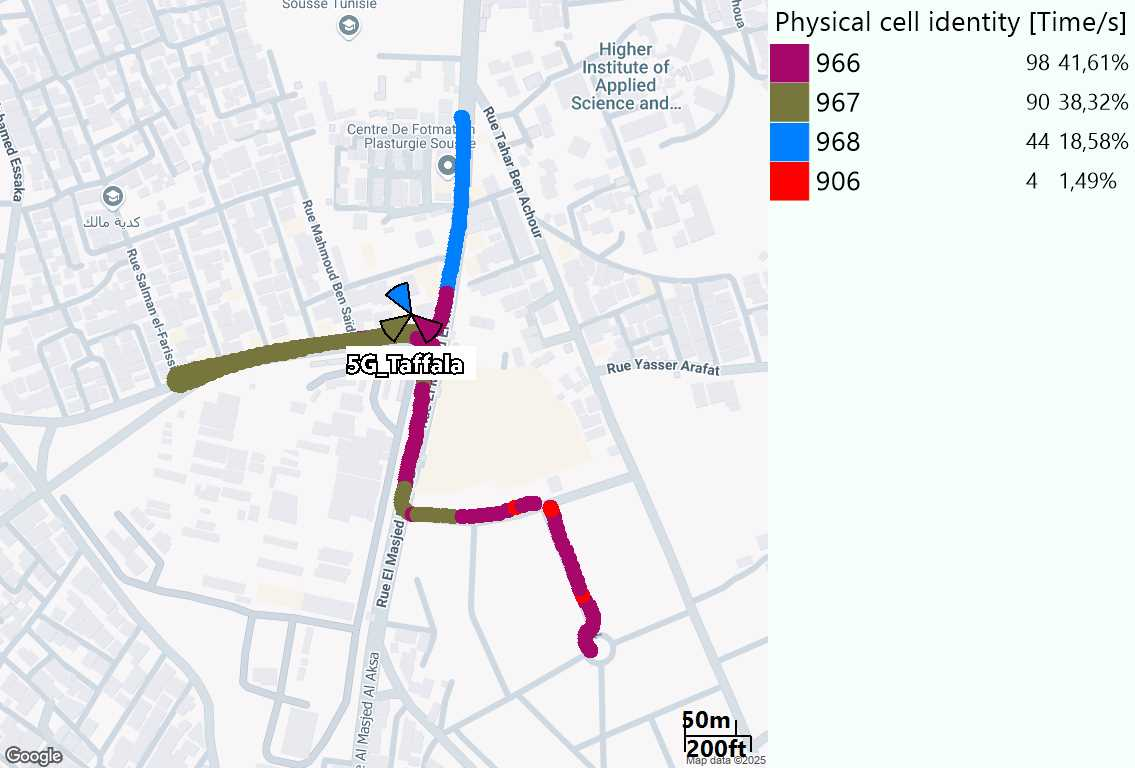 Sousse Tunisie
Physical cell identity [Time/s]
966 98 41,61%
967 90 38,32%
968 44 18,58%
906 4 1,49%
Higher
Institute of
Applied
Science and...
Rue Tahar Ben Achour
Centre De Fotmation
Plasturgie Sousse
كدية مالك
Rue Mahmoud Ben Said
Rue Salman el-Farissi
5G_Taffala
Rue Yasser Arafat
Rue El Masjed
Al Masjed Al Aksa
50m
200ft
Google
Map data ©2025